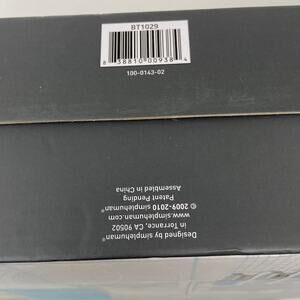 BT1029
8 38810 00938 4
100-0143-02
Designed by simplehuman®
in Torrance, CA 90502
www.simplehuman.com
© 2009-2010 simplehuman
Patent Pending
Assembled in China